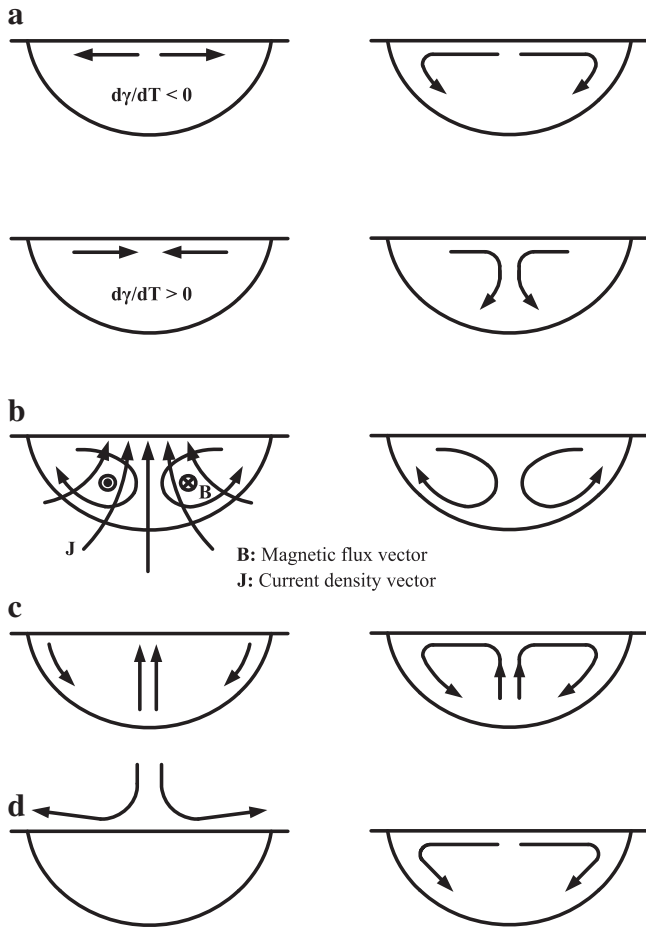 a
dγ/dT < 0
dγ/dT > 0
b
B
J
B: Magnetic flux vector
J: Current density vector
c
d